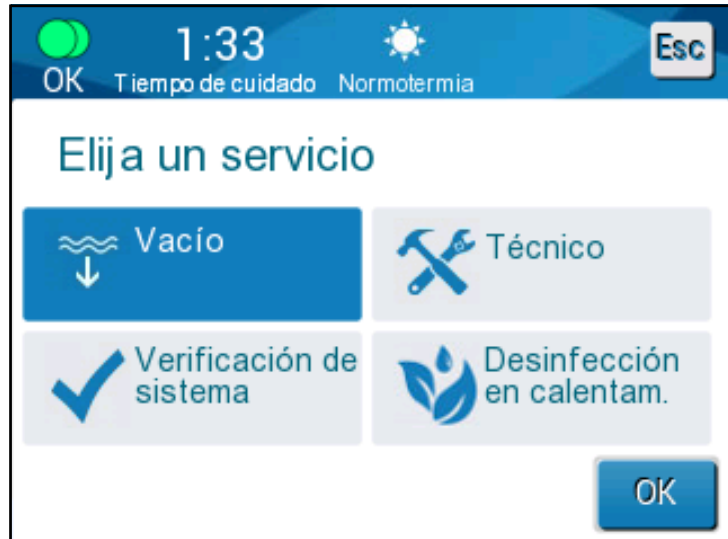 1:33
Esc
OK Tiempo de cuidado Normotermia
Elija un servicio
Vacío
Técnico
Verificación de
sistema
Desinfección
en calentam.
OK